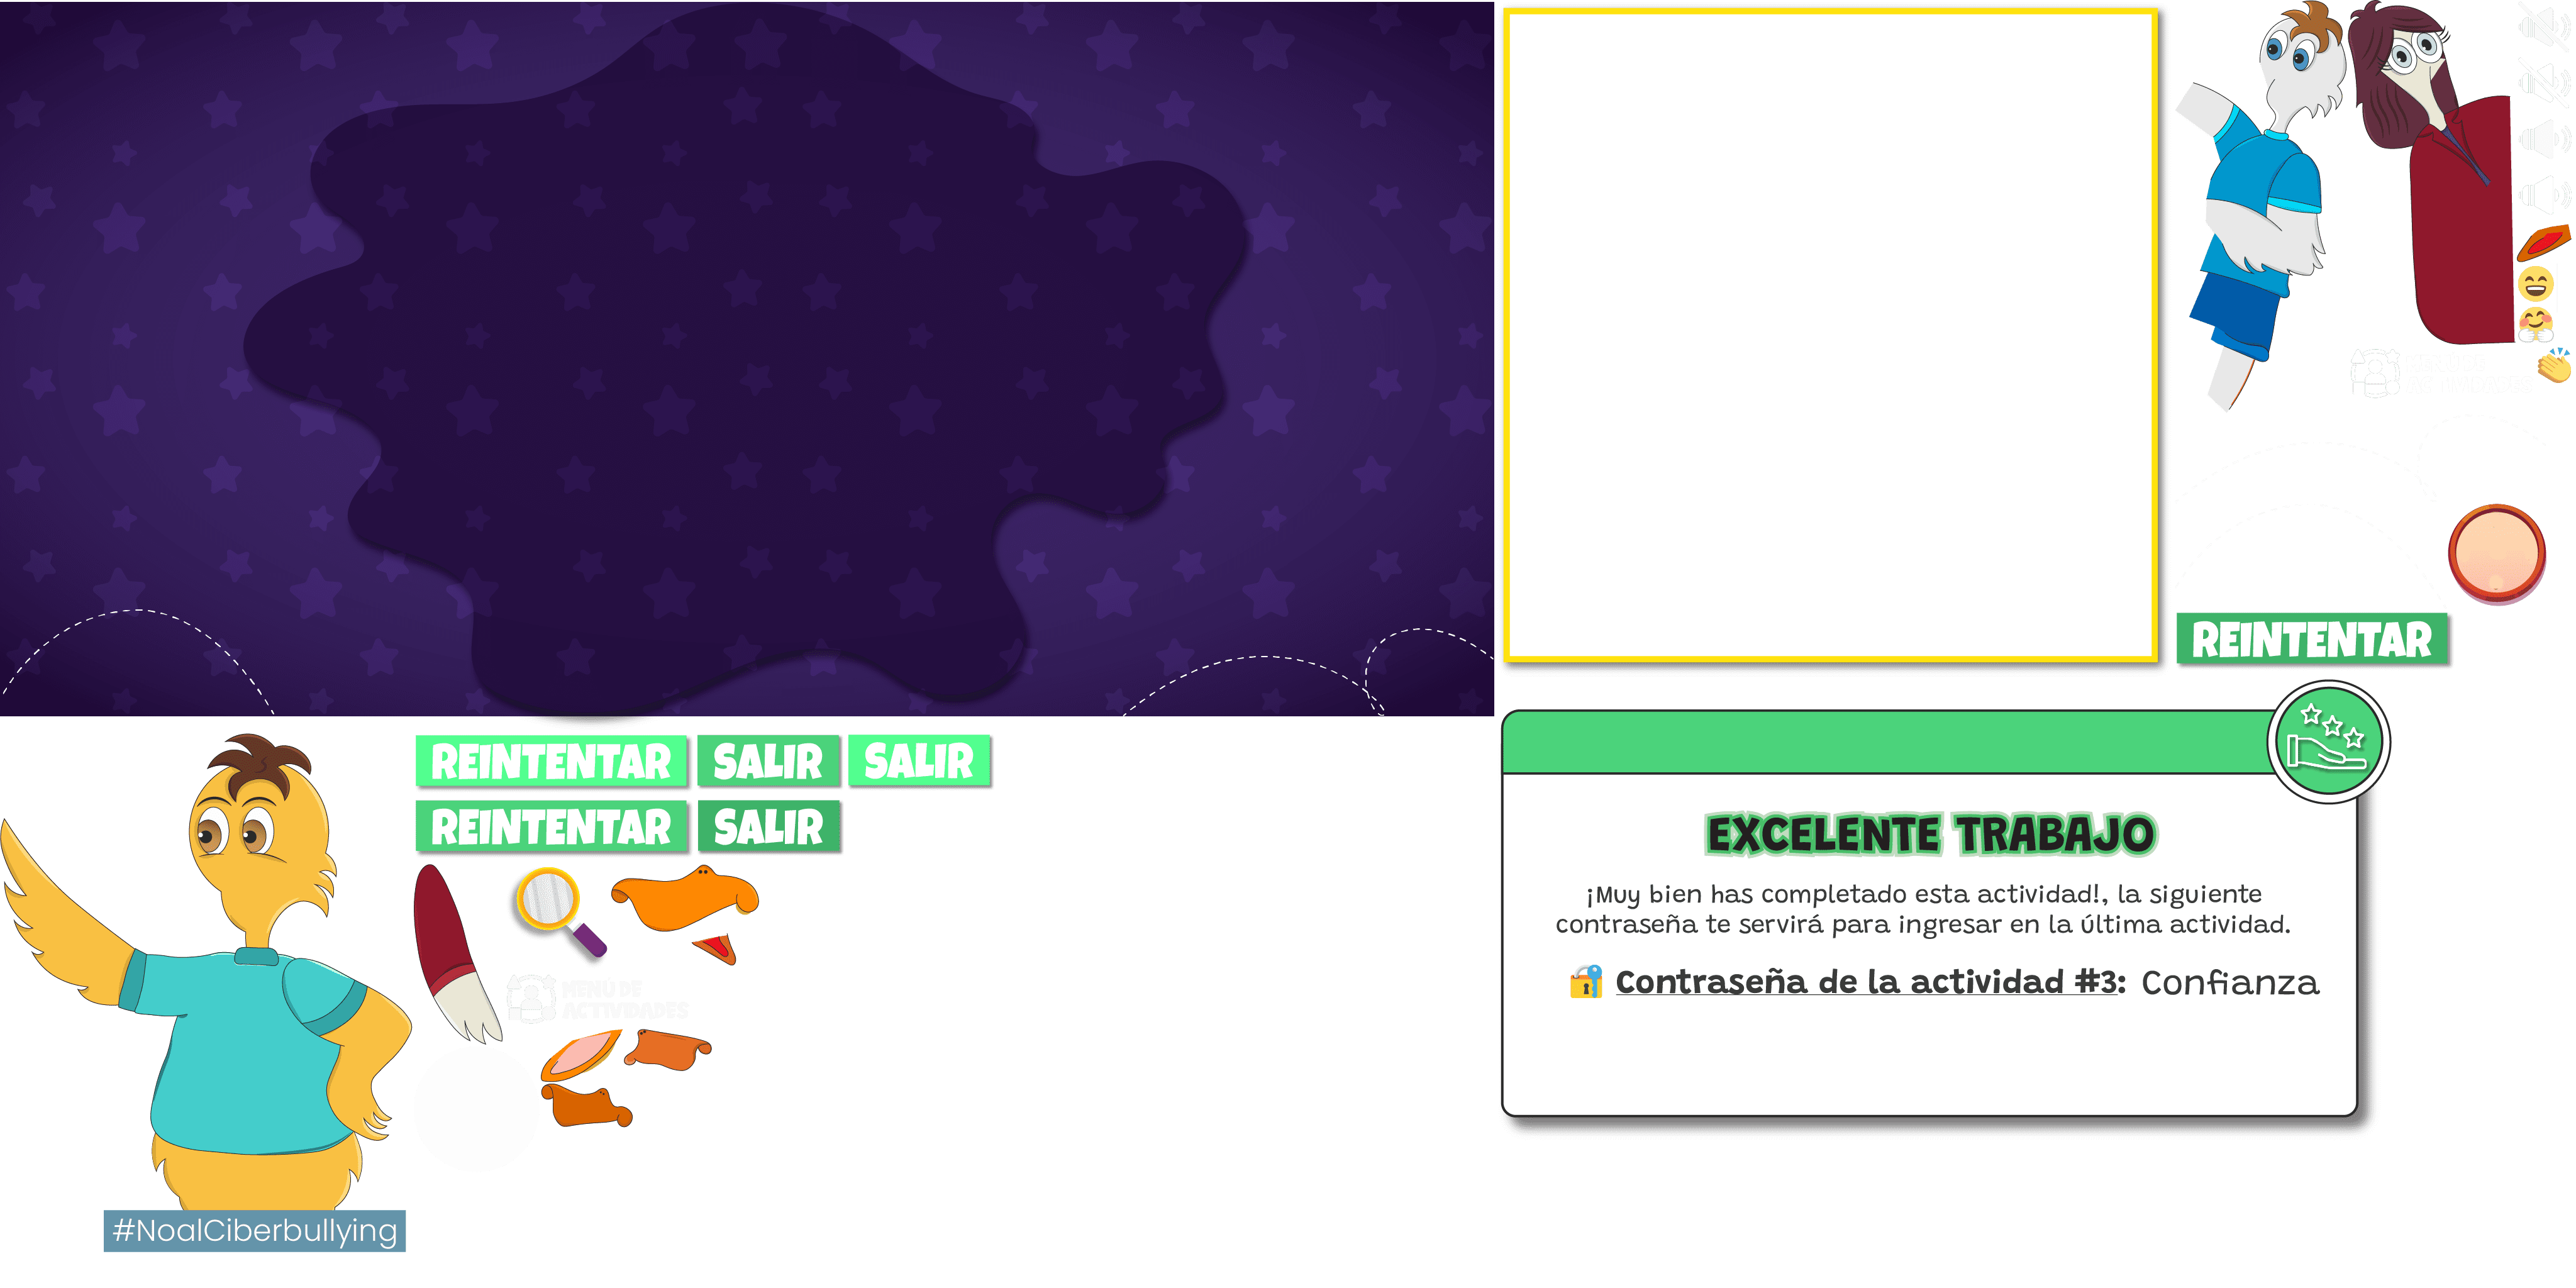 REINTENTAR
REINTENTAR SALIR SALIR
REINTENTAR SALIR
EXCELENTE TRABAJO
¡Muy bien has completado esta actividad!, la siguiente
contraseña te servirá para ingresar en la última actividad.
Contraseña de la actividad #3: Confianza
MENÚ DE
ACTIVIDADES
#NoalCiberbullying